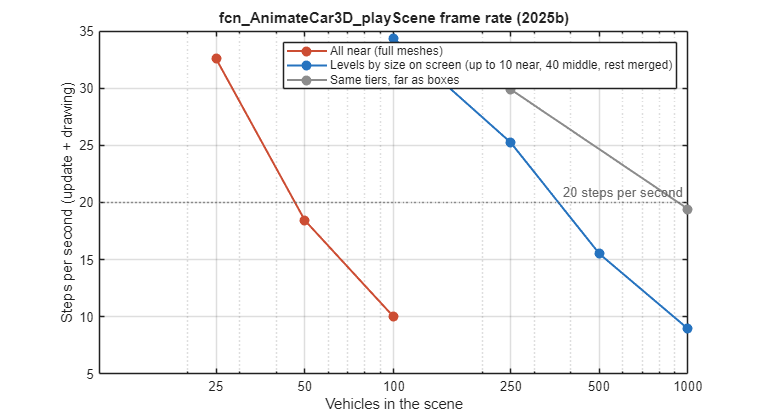 fcn_AnimateCar3D_playScene frame rate (2025b)
35
All near (full meshes)
Levels by size on screen (up to 10 near, 40 middle, rest merged)
Same tiers, far as boxes
30
25
20
20 steps per second
15
10
5
Steps per second (update + drawing)
25 50 100 250 500 1000
Vehicles in the scene